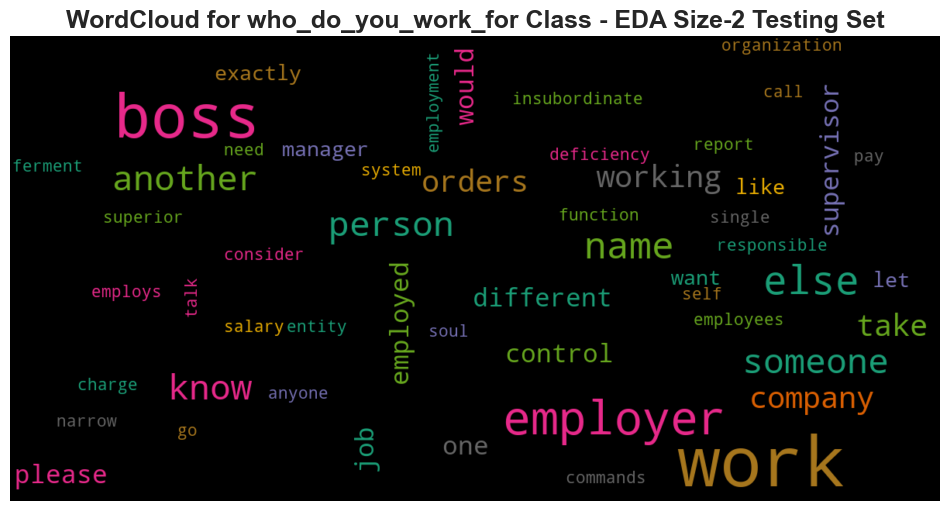 WordCloud for who_do_you_work_for Class - EDA Size-2 Testing Set
organization
exactly
employment
would
boss
insubordinate
call
supervisor
need
manager
deficiency
report
pay
ferment
another
system
orders
working
like
superior
person
function
single
name
responsible
consider
employed
different
want
self
else
let
employs
talk
salary
entity
soul
employees
take
control
someone
charge
know
anyone
company
narrow
go
job
one
employer
work
please
commands